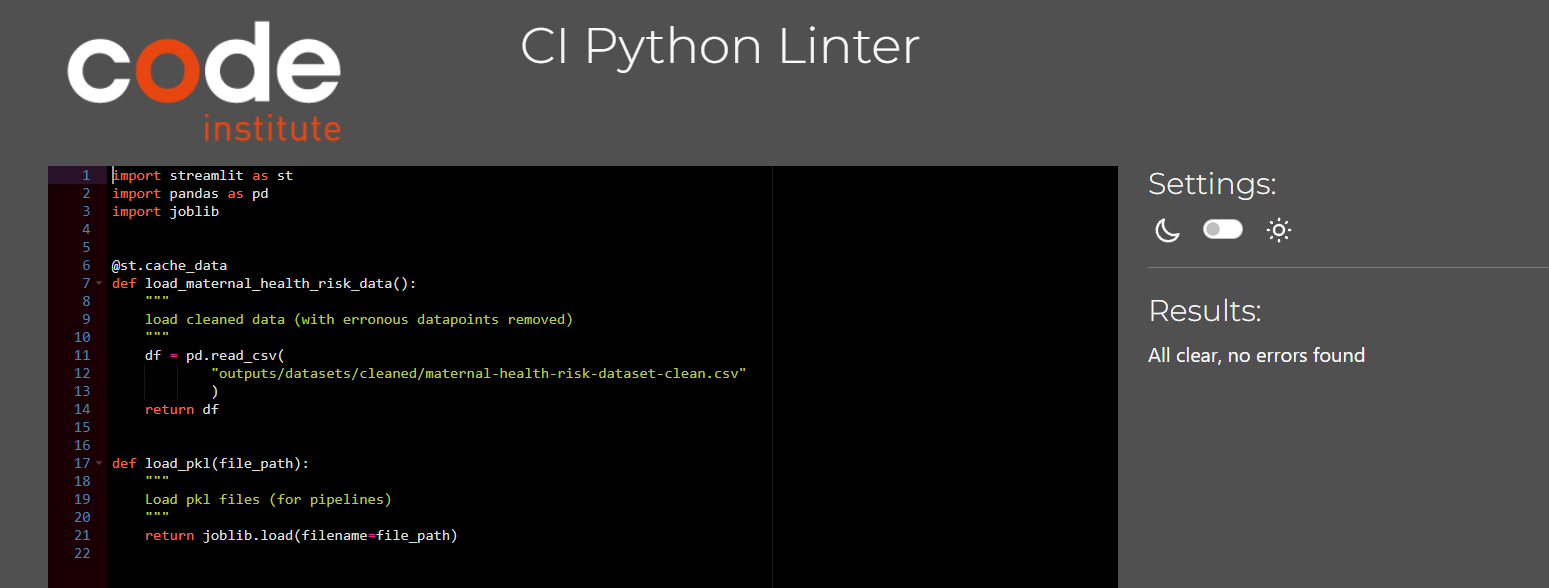 code
institute
CI Python Linter
1 import streamlit as st
2 import pandas as pd
3 import joblib
4
5
6 @st.cache_data
7 def load_maternal_health_risk_data():
8     """
9     load cleaned data (with erronous datapoints removed)
10     """
11     df = pd.read_csv(
12             "outputs/datasets/cleaned/maternal-health-risk-dataset-clean.csv"
13             )
14     return df
15
16
17 def load_pkl(file_path):
18     """
19     Load pkl files (for pipelines)
20     """
21     return joblib.load(filename=file_path)
22
Settings:
Results:
All clear, no errors found